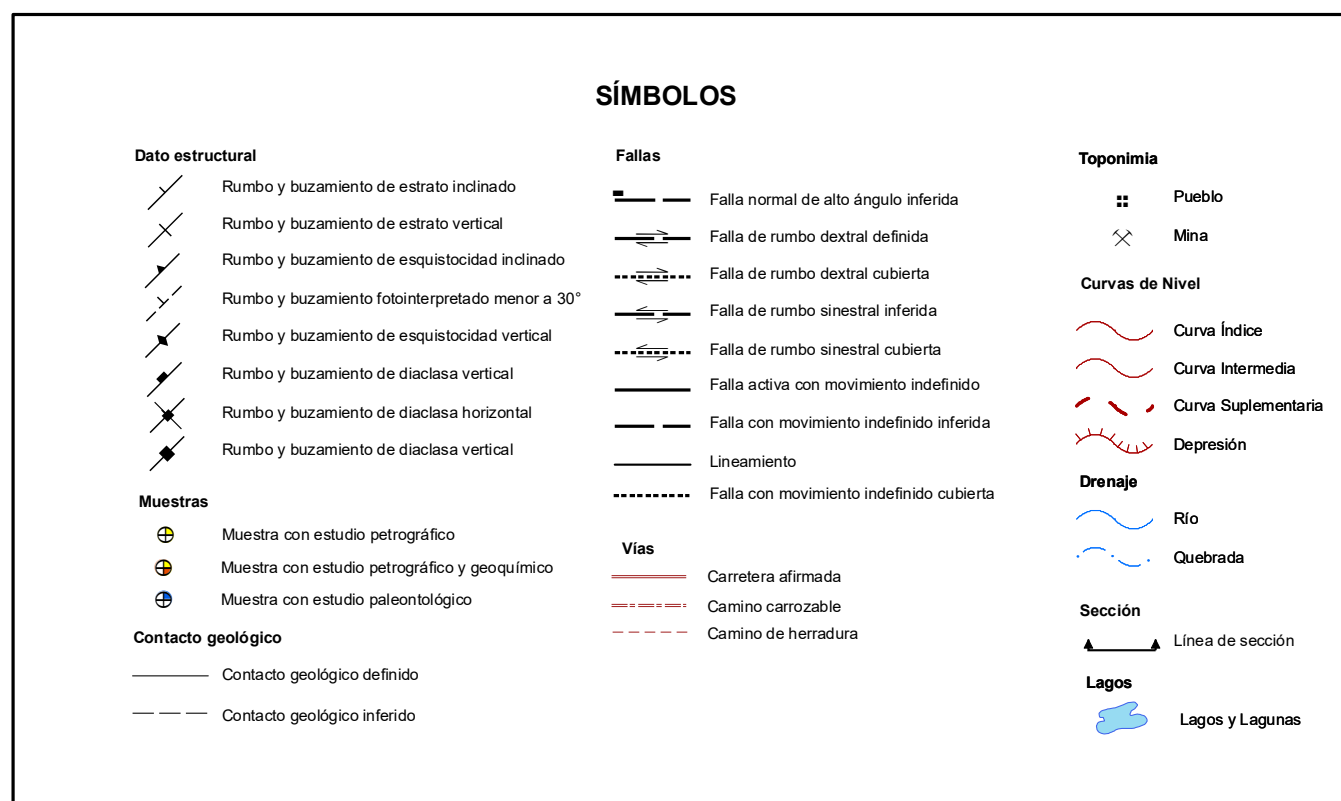 SÍMBOLOS
Dato estructural
Rumbo y buzamiento de estrato inclinado
Rumbo y buzamiento de estrato vertical
Rumbo y buzamiento de esquistocidad inclinado
Rumbo y buzamiento fotointerpretado menor a 30°
Rumbo y buzamiento de esquistocidad vertical
Rumbo y buzamiento de diaclasa vertical
Rumbo y buzamiento de diaclasa horizontal
Rumbo y buzamiento de diaclasa vertical
Muestras
Muestra con estudio petrográfico
Muestra con estudio petrográfico y geoquímico
Muestra con estudio paleontológico
Contacto geológico
Contacto geológico definido
Contacto geológico inferido
Fallas
Falla normal de alto ángulo inferida
Falla de rumbo dextral definida
Falla de rumbo dextral cubierta
Falla de rumbo sinestral inferida
Falla de rumbo sinestral cubierta
Falla activa con movimiento indefinido
Falla con movimiento indefinido inferida
Lineamiento
Falla con movimiento indefinido cubierta
Vías
Carretera afirmada
Camino carrozable
Camino de herradura
Toponimia
Pueblo
Mina
Curvas de Nivel
Curva Índice
Curva Intermedia
Curva Suplementaria
Depresión
Drenaje
Río
Quebrada
Sección
Línea de sección
Lagos
Lagos y Lagunas